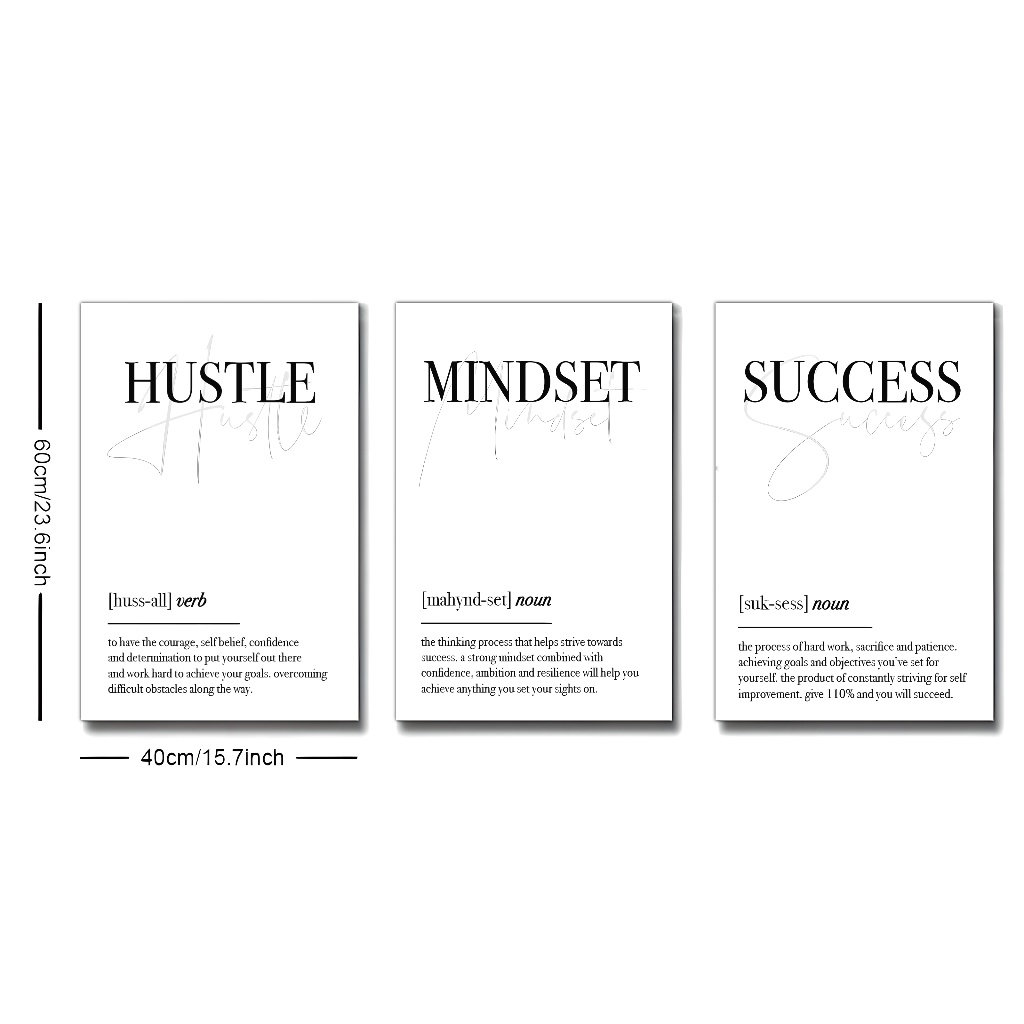 HUSTLE
Hustle
[huss-all] verb
to have the courage, self belief, confidence
and determination to put yourself out there
and work hard to achieve your goals. overcoming
difficult obstacles along the way.
MINDSET
Mindset
[mahynd-set] noun
the thinking process that helps strive towards
success. a strong mindset combined with
confidence, ambition and resilience will help you
achieve anything you set your sights on.
SUCCESS
Success
[suk-sess] noun
the process of hard work, sacrifice and patience.
achieving goals and objectives you've set for
yourself. the product of constantly striving for self
improvement. give 110% and you will succeed.
60cm/23.6inch
40cm/15.7inch